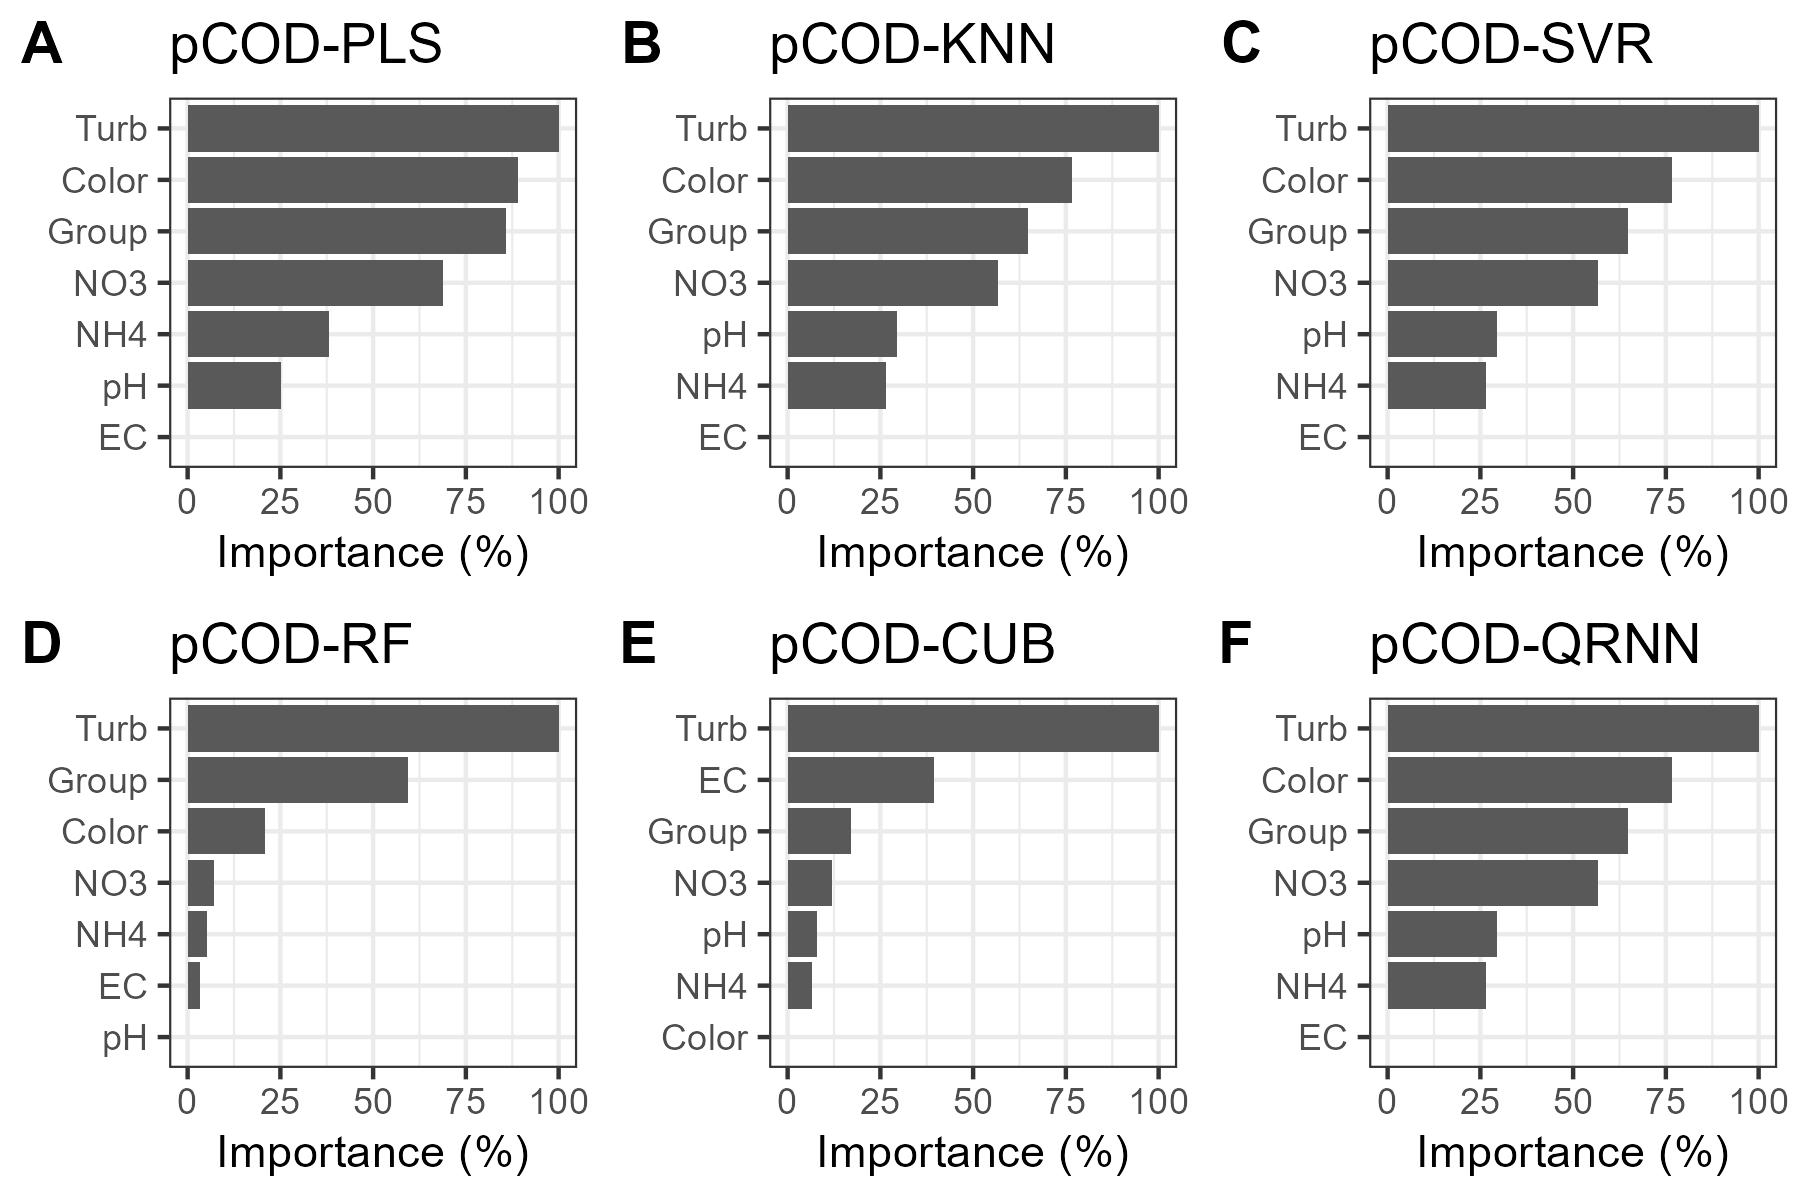 A pCOD-PLS
Turb
Color
Group
NO3
NH4
pH
EC
0 25 50 75 100
Importance (%)
B pCOD-KNN
Turb
Color
Group
NO3
pH
NH4
EC
0 25 50 75 100
Importance (%)
C pCOD-SVR
Turb
Color
Group
NO3
pH
NH4
EC
0 25 50 75 100
Importance (%)
D pCOD-RF
Turb
Group
Color
NO3
NH4
EC
pH
0 25 50 75 100
Importance (%)
E pCOD-CUB
Turb
EC
Group
NO3
pH
NH4
Color
0 25 50 75 100
Importance (%)
F pCOD-QRNN
Turb
Color
Group
NO3
pH
NH4
EC
0 25 50 75 100
Importance (%)